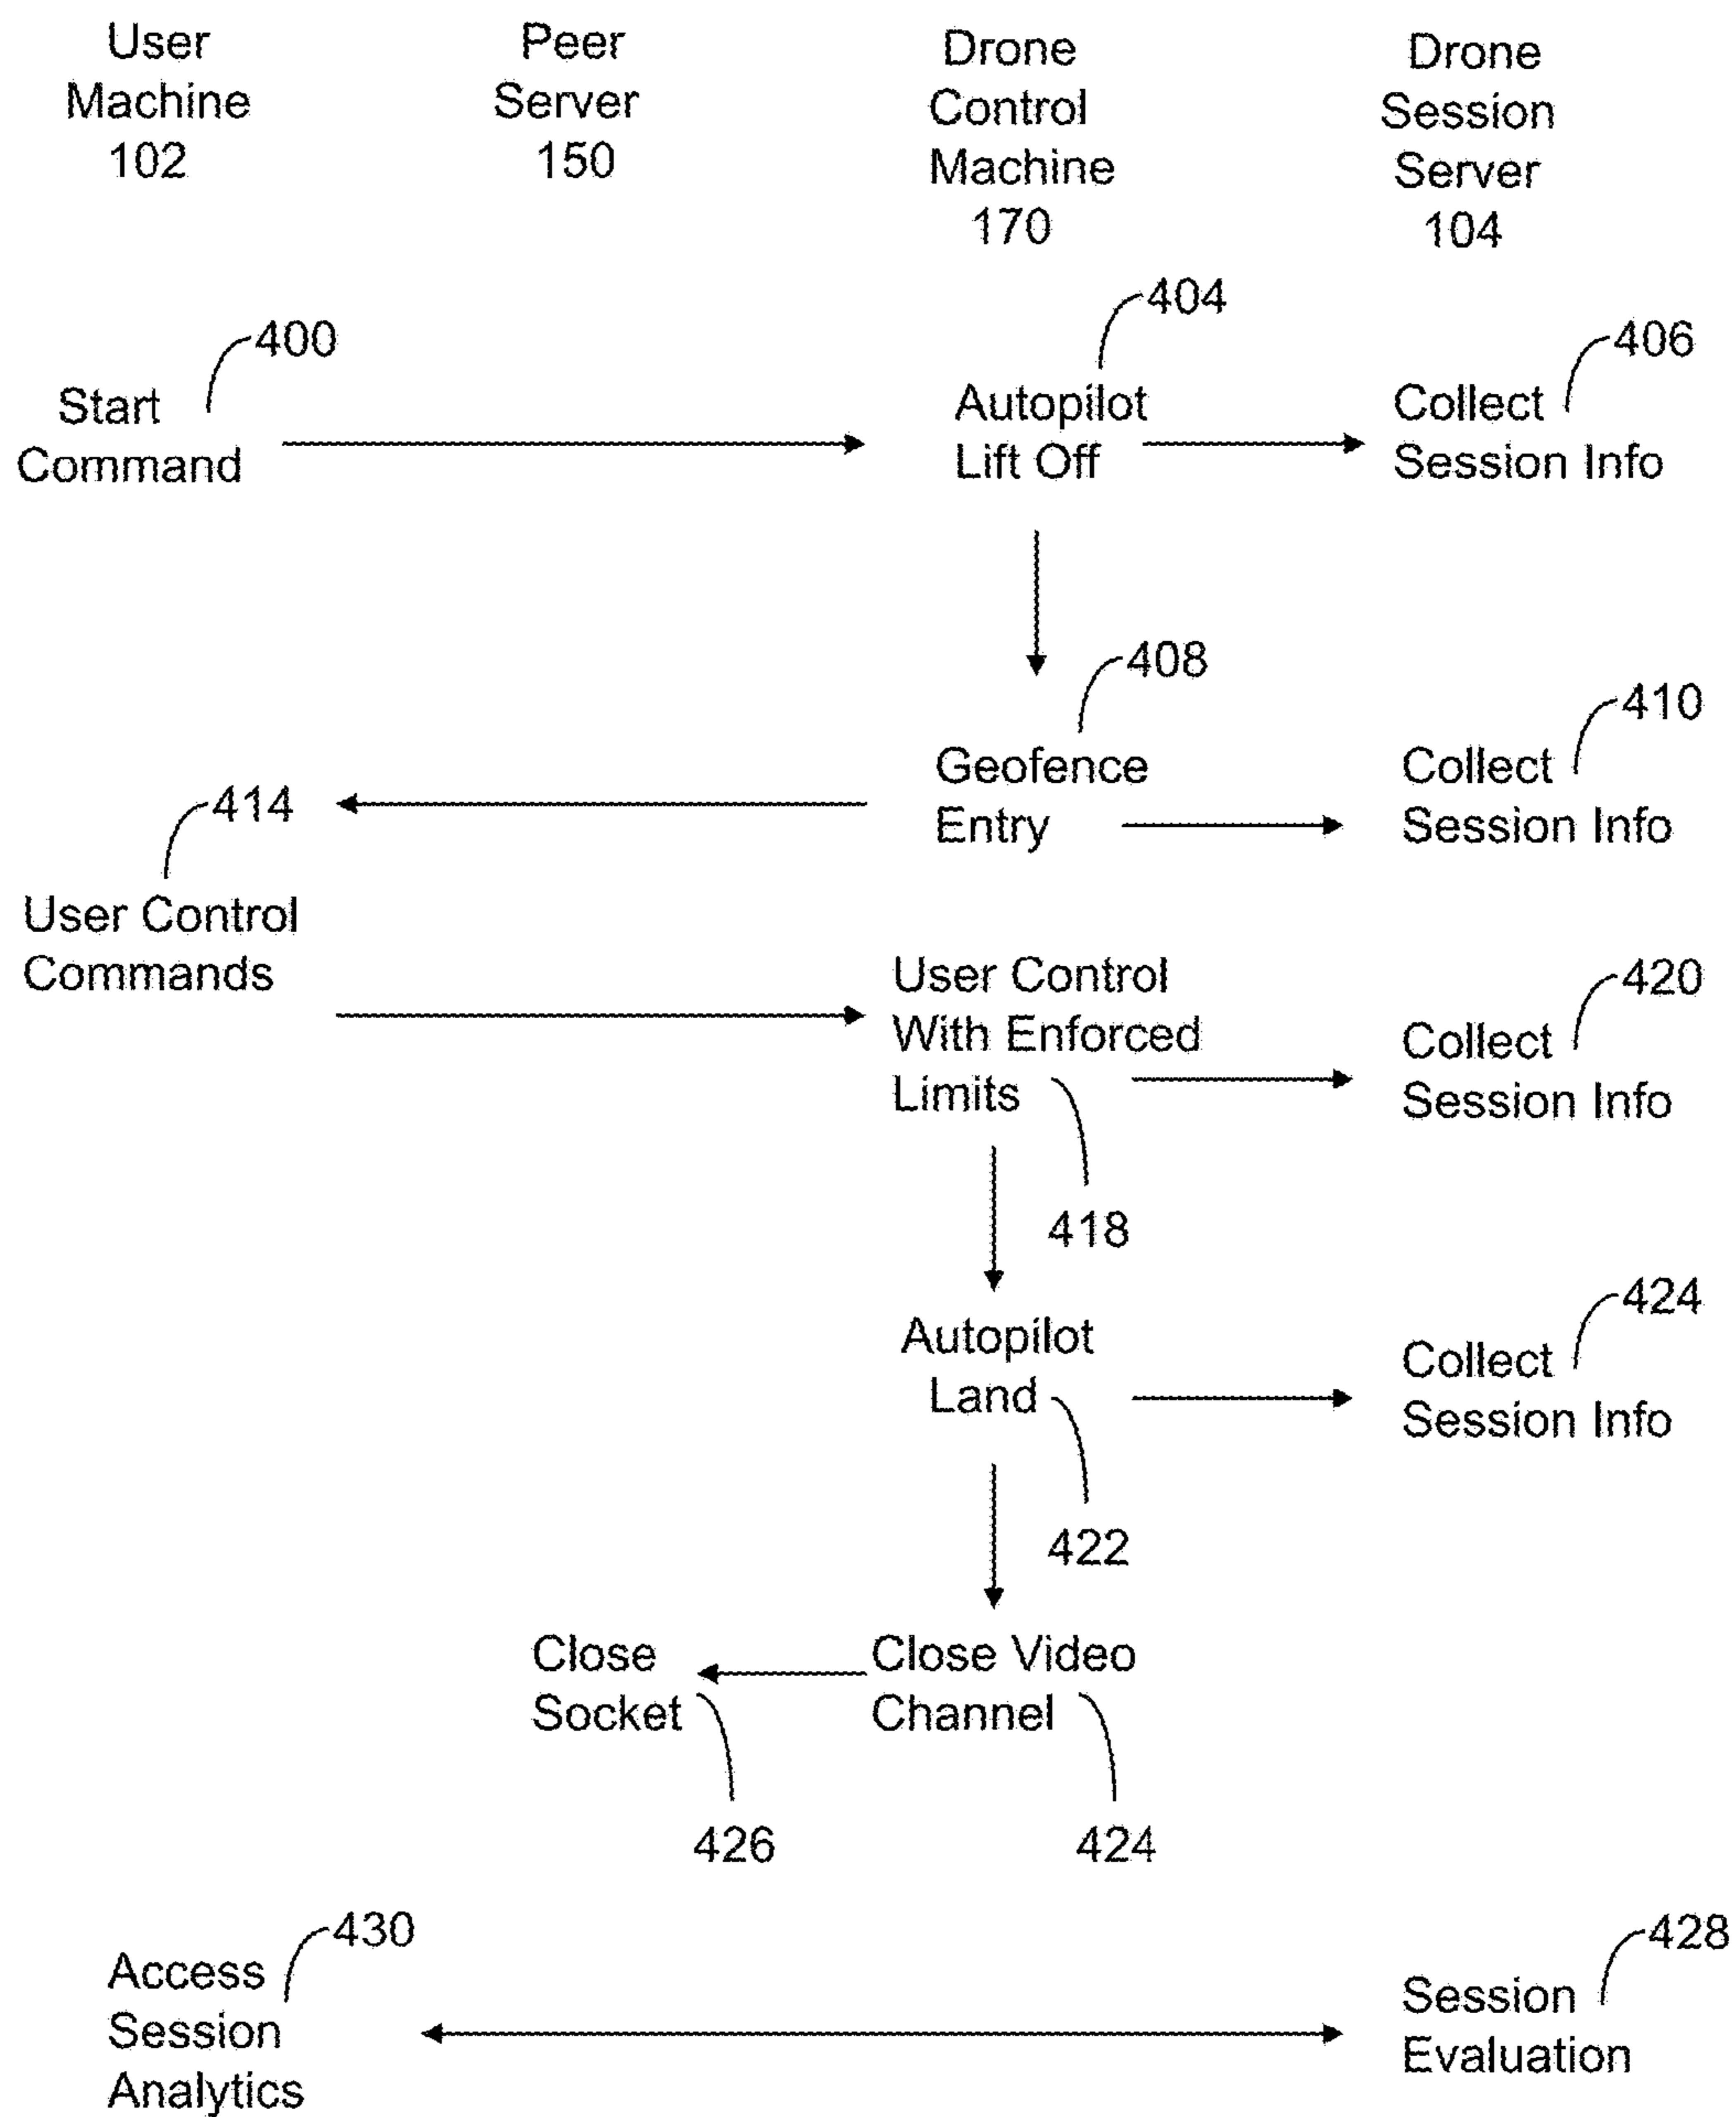 User
Machine
102
Peer
Server
150
Drone
Control
Machine
170
Drone
Session
Server
104
400
Start
Command
404
Autopilot
Lift Off
406
Collect
Session Info
408
Geofence
Entry
410
Collect
Session Info
414
User Control
Commands
User Control
With Enforced
Limits
418
420
Collect
Session Info
Autopilot
Land
422
424
Collect
Session Info
Close
Socket
426
Close Video
Channel
424
430
Access
Session
Analytics
428
Session
Evaluation